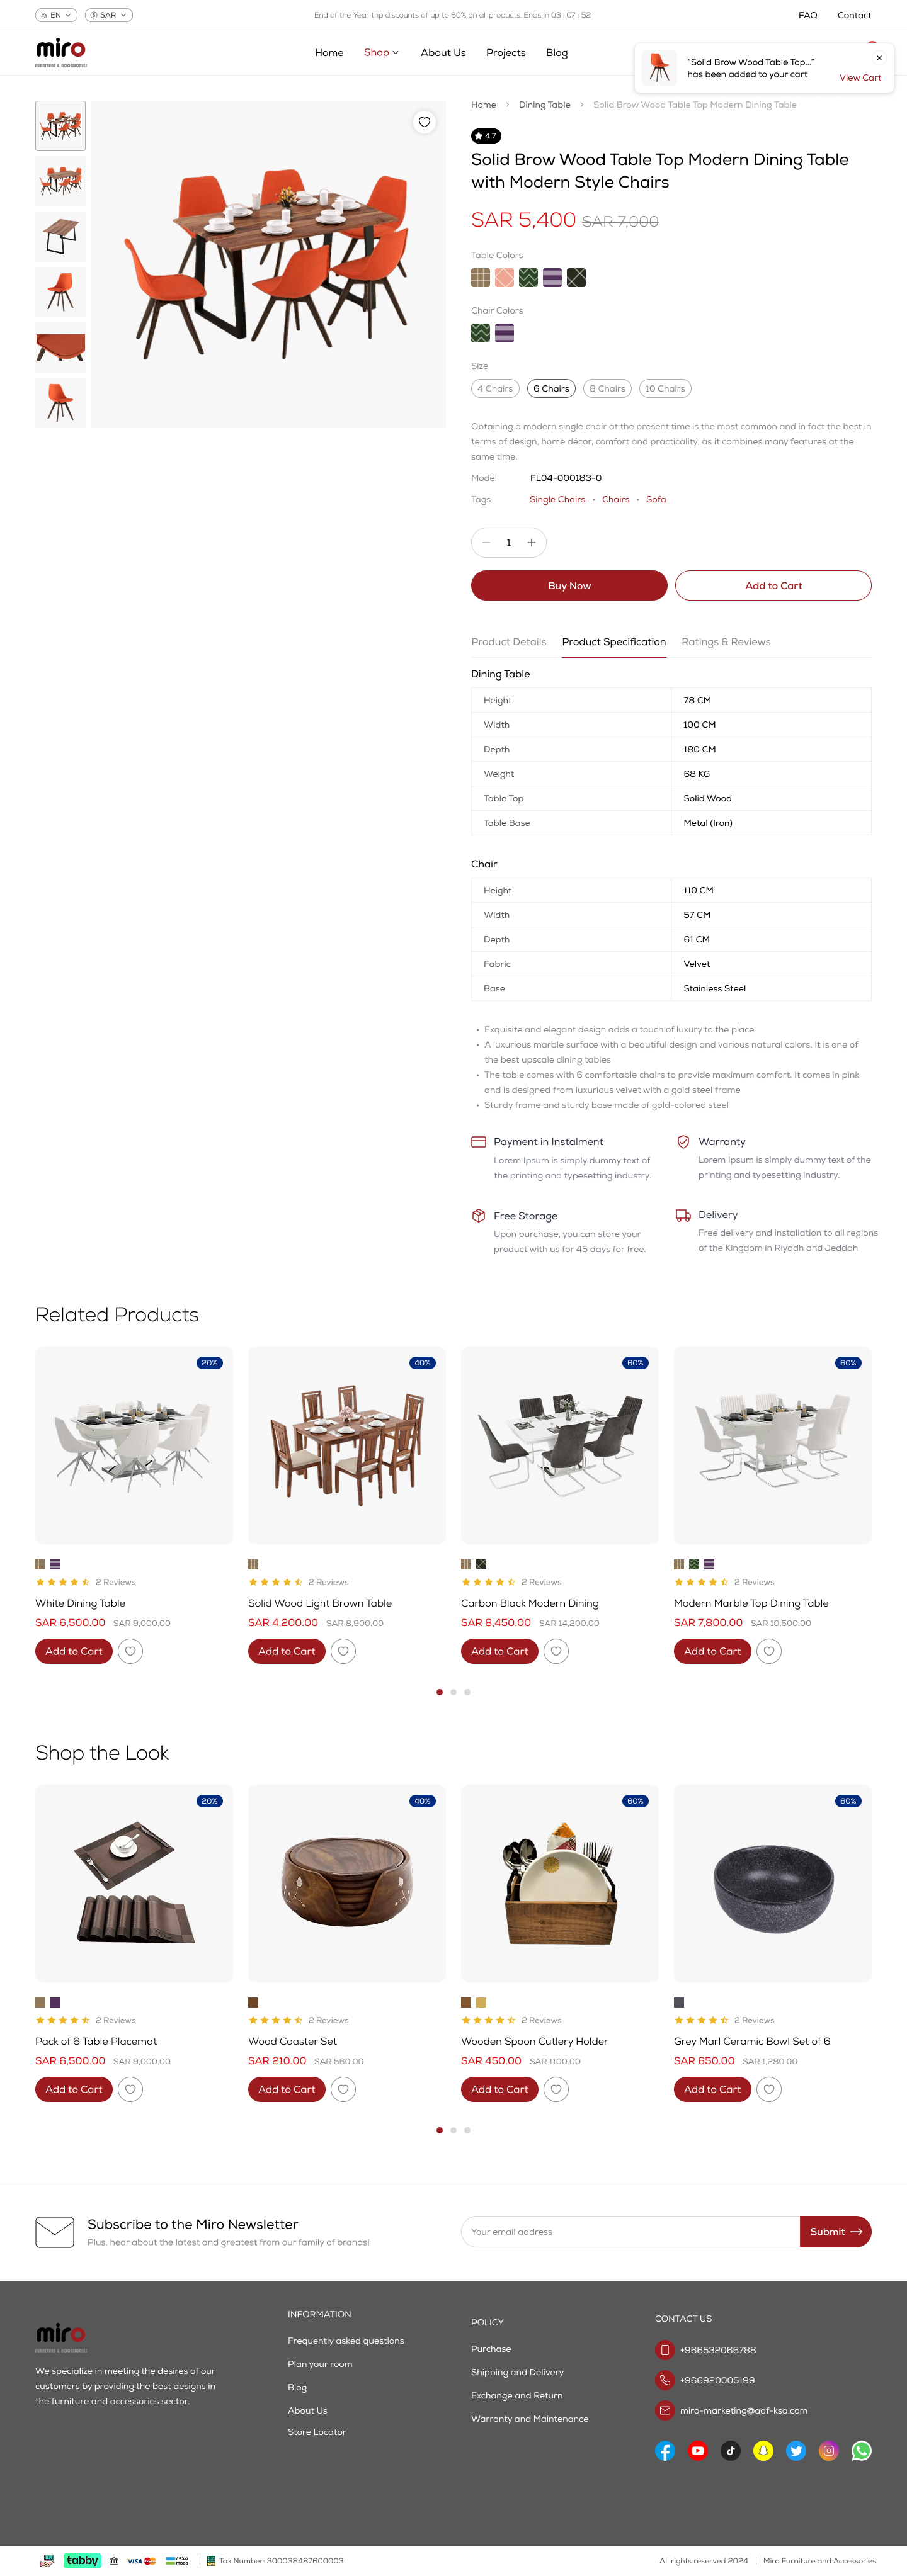 EN
SAR
End of the Year trip discounts of up to 60% on all products. Ends in 03 : 07 : 52
FAQ
Contact
miro
FURNITURE & ACCESSORIES
Home
Shop
About Us
Projects
Blog
"Solid Brow Wood Table Top..."
has been added to your cart
View Cart
Home
Dining Table
Solid Brow Wood Table Top Modern Dining Table
4.7
Solid Brow Wood Table Top Modern Dining Table
with Modern Style Chairs
SAR 5,400 SAR 7,000
Table Colors
Chair Colors
Size
4 Chairs
6 Chairs
8 Chairs
10 Chairs
Obtaining a modern single chair at the present time is the most common and in fact the best in
terms of design, home décor, comfort and practicality, as it combines many features at the
same time.
Model FL04-000183-0
Tags Single Chairs • Chairs • Sofa
1
Buy Now
Add to Cart
Product Details
Product Specification
Ratings & Reviews
Dining Table
Height 78 CM
Width 100 CM
Depth 180 CM
Weight 68 KG
Table Top Solid Wood
Table Base Metal (Iron)
Chair
Height 110 CM
Width 57 CM
Depth 61 CM
Fabric Velvet
Base Stainless Steel
• Exquisite and elegant design adds a touch of luxury to the place
• A luxurious marble surface with a beautiful design and various natural colors. It is one of
the best upscale dining tables
• The table comes with 6 comfortable chairs to provide maximum comfort. It comes in pink
and is designed from luxurious velvet with a gold steel frame
• Sturdy frame and sturdy base made of gold-colored steel
Payment in Instalment
Lorem Ipsum is simply dummy text of
the printing and typesetting industry.
Warranty
Lorem Ipsum is simply dummy text of the
printing and typesetting industry.
Free Storage
Upon purchase, you can store your
product with us for 45 days for free.
Delivery
Free delivery and installation to all regions
of the Kingdom in Riyadh and Jeddah
Related Products
20%
40%
60%
60%
2 Reviews
White Dining Table
SAR 6,500.00 SAR 9,000.00
Add to Cart
2 Reviews
Solid Wood Light Brown Table
SAR 4,200.00 SAR 8,900.00
Add to Cart
2 Reviews
Carbon Black Modern Dining
SAR 8,450.00 SAR 14,200.00
Add to Cart
2 Reviews
Modern Marble Top Dining Table
SAR 7,800.00 SAR 10,500.00
Add to Cart
Shop the Look
20%
40%
60%
60%
2 Reviews
Pack of 6 Table Placemat
SAR 6,500.00 SAR 9,000.00
Add to Cart
2 Reviews
Wood Coaster Set
SAR 210.00 SAR 560.00
Add to Cart
2 Reviews
Wooden Spoon Cutlery Holder
SAR 450.00 SAR 1100.00
Add to Cart
2 Reviews
Grey Marl Ceramic Bowl Set of 6
SAR 650.00 SAR 1,280.00
Add to Cart
Subscribe to the Miro Newsletter
Plus, hear about the latest and greatest from our family of brands!
Your email address
Submit
miro
FURNITURE & ACCESSORIES
We specialize in meeting the desires of our
customers by providing the best designs in
the furniture and accessories sector.
INFORMATION
Frequently asked questions
Plan your room
Blog
About Us
Store Locator
POLICY
Purchase
Shipping and Delivery
Exchange and Return
Warranty and Maintenance
CONTACT US
+966532066788
+966920005199
miro-marketing@aaf-ksa.com
tabby
VISA
مدى
mada
Tax Number: 300038487600003
All rights reserved 2024 | Miro Furniture and Accessories